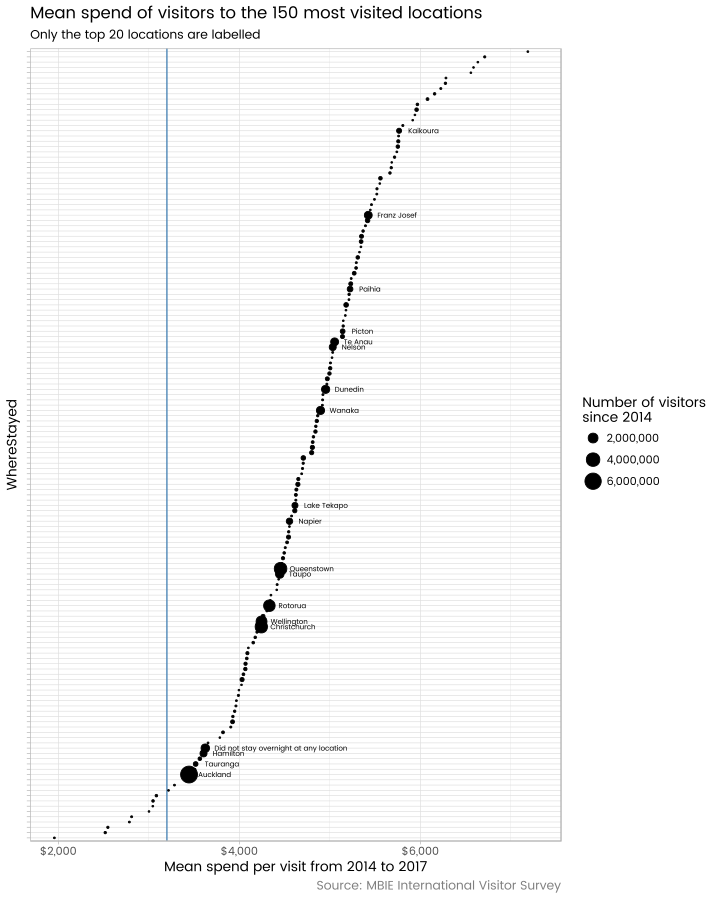 Mean spend of visitors to the 150 most visited locations
Only the top 20 locations are labelled
Kaikoura
Franz Josef
Paihia
Picton
Te Anau
Nelson
Dunedin
Wanaka
Lake Tekapo
Napier
Queenstown
Taupo
Rotorua
Wellington
Christchurch
Did not stay overnight at any location
Hamilton
Tauranga
Auckland
WhereStayed
$2,000 $4,000 $6,000
Mean spend per visit from 2014 to 2017
Source: MBIE International Visitor Survey
Number of visitors
since 2014
2,000,000
4,000,000
6,000,000